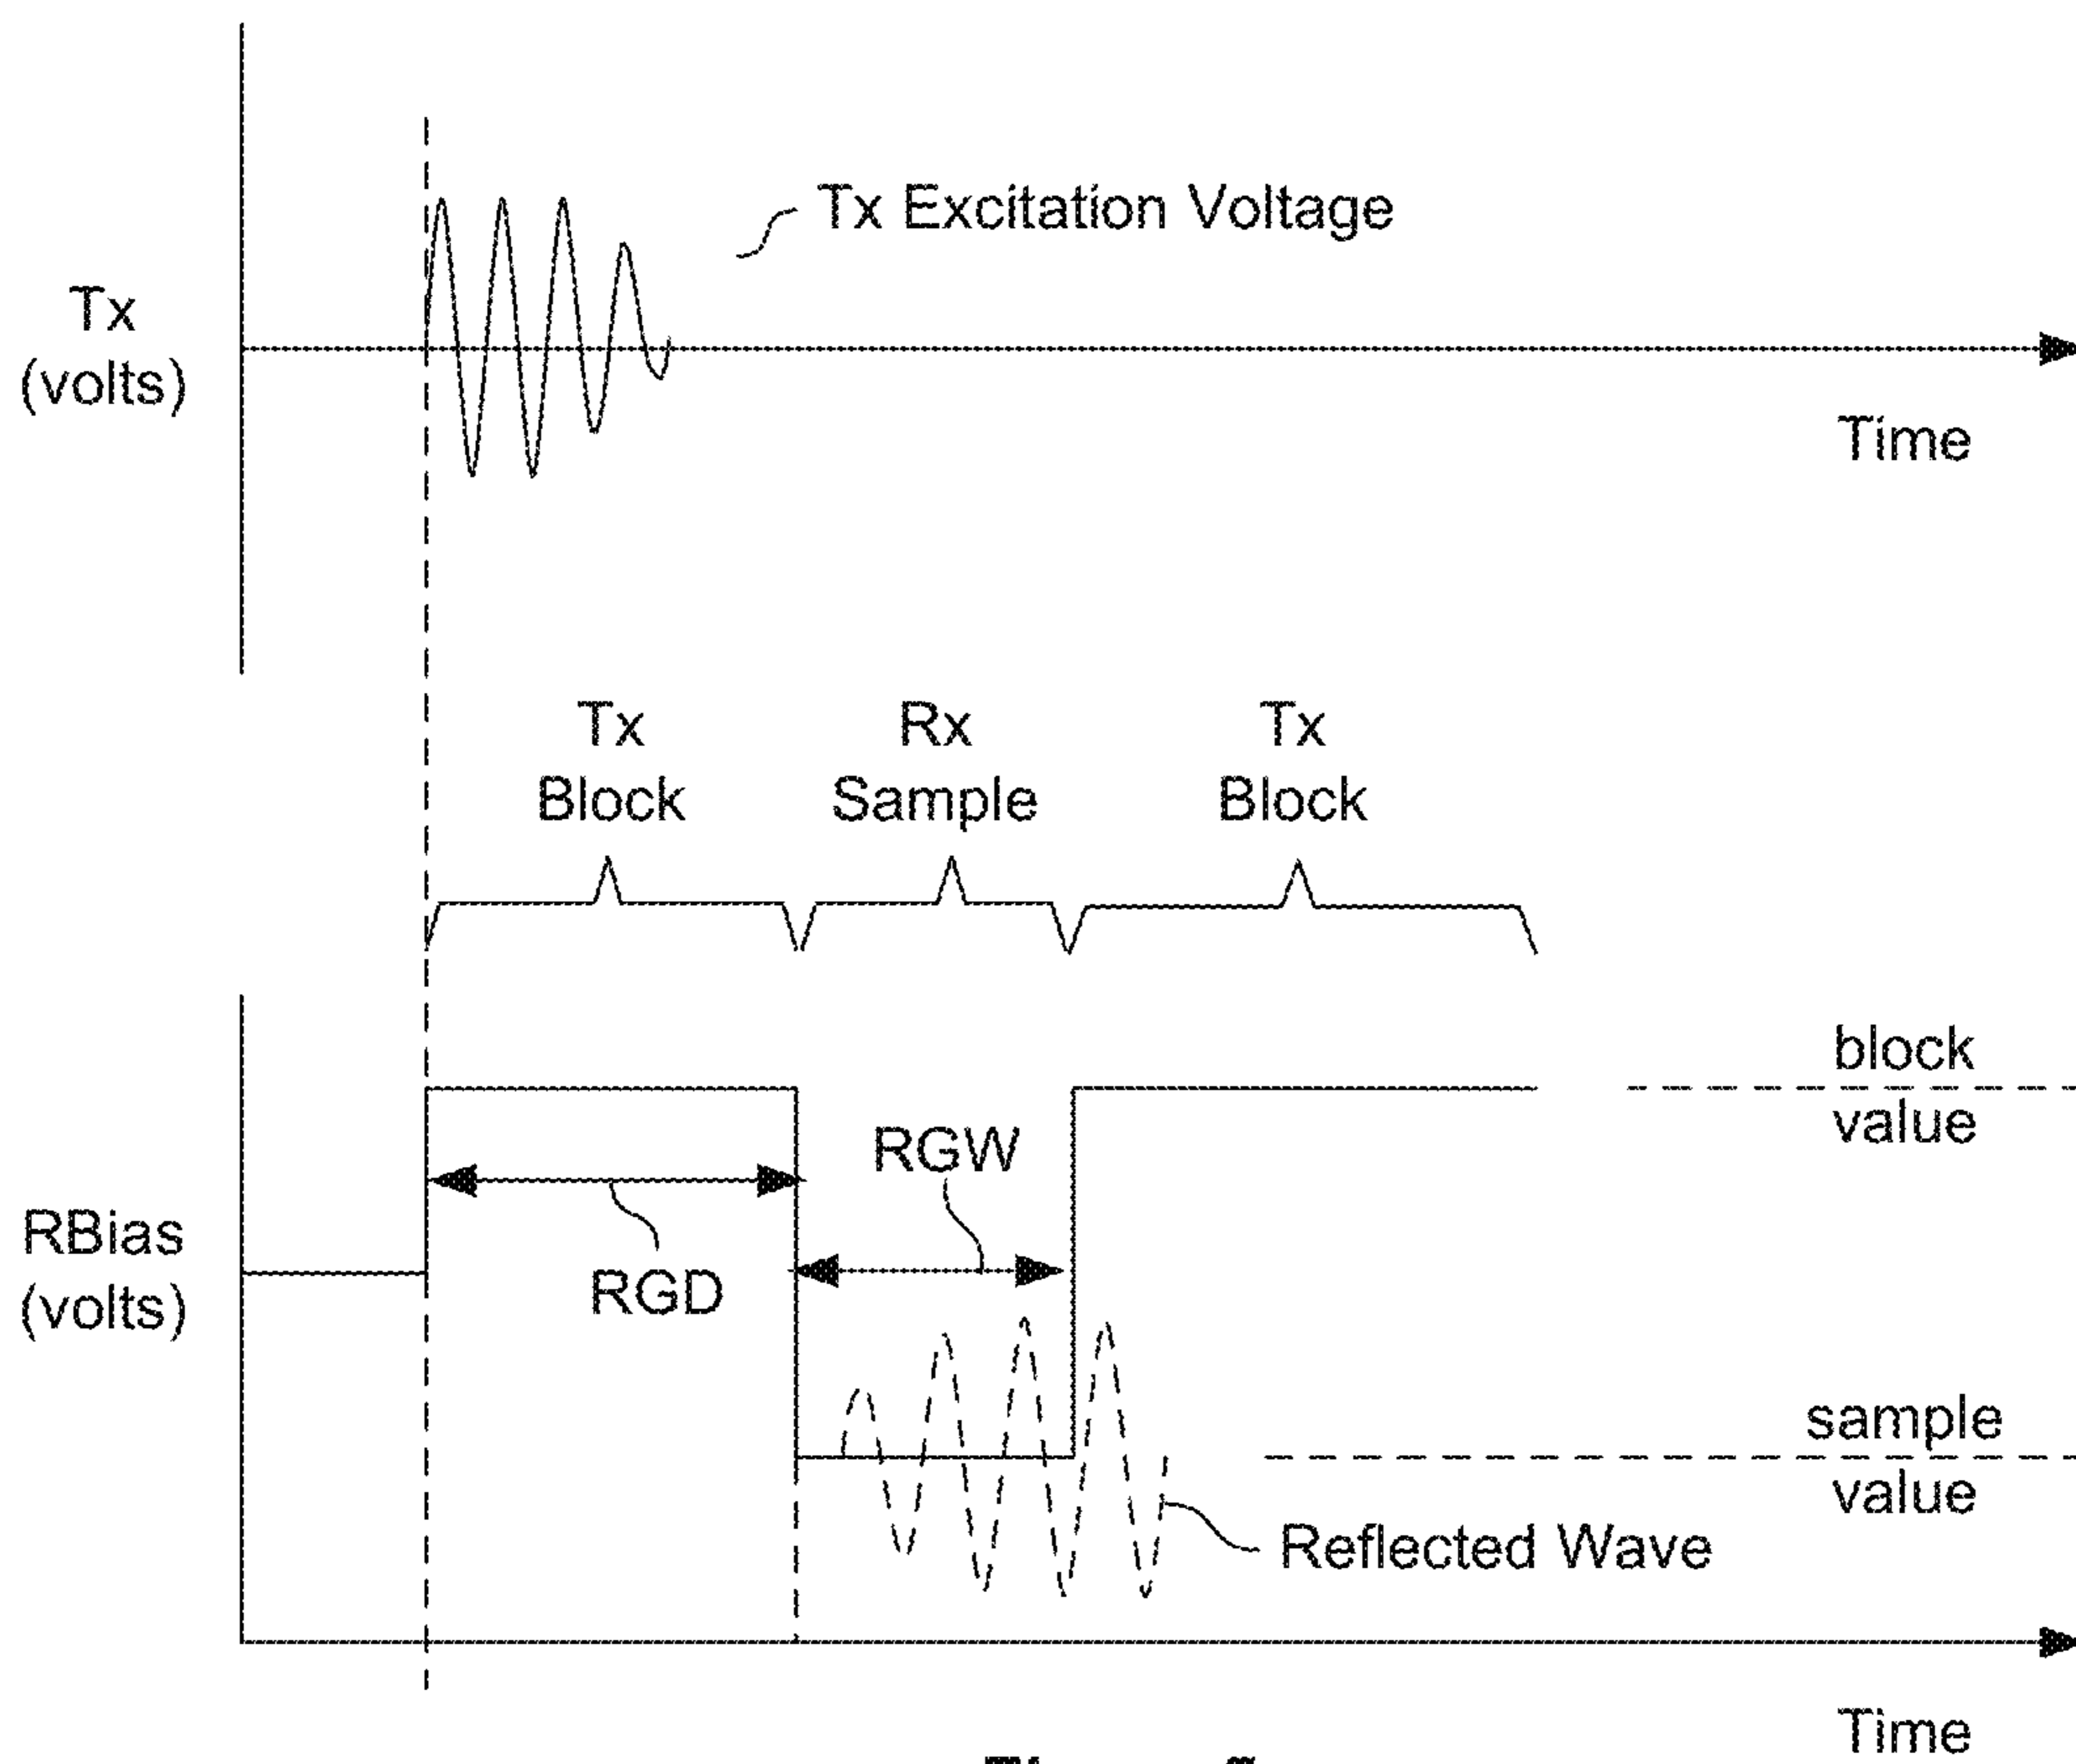 Tx Excitation Voltage
Tx
(volts)
Time
Tx
Block
Rx
Sample
Tx
Block
block
value
RGW
RBias
(volts)
RGD
sample
value
Reflected Wave
Time